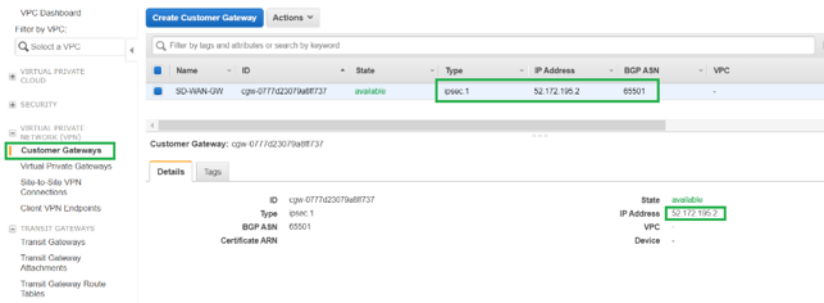 VPC Dashboard
Filter by VPC:
Select a VPC
VIRTUAL PRIVATE
CLOUD
SECURITY
VIRTUAL PRIVATE
NETWORK (VPN)
Customer Gateways
Virtual Private Gateways
Site-to-Site VPN
Connections
Client VPN Endpoints
TRANSIT GATEWAYS
Transit Gateways
Transit Gateway
Attachments
Transit Gateway Route
Tables
Create Customer Gateway Actions
Filter by tags and attributes or search by keyword
Name ID State Type IP Address BGP ASN VPC
SD-WAN-GW cgw-0777d23079a8ff737 available ipsec.1 52.172.195.2 65501 -
Customer Gateway: cgw-0777d23079a8ff737
Details Tags
ID cgw-0777d23079a8ff737 State available
Type ipsec.1 IP Address 52.172.195.2
BGP ASN 65501 VPC -
Certificate ARN Device -